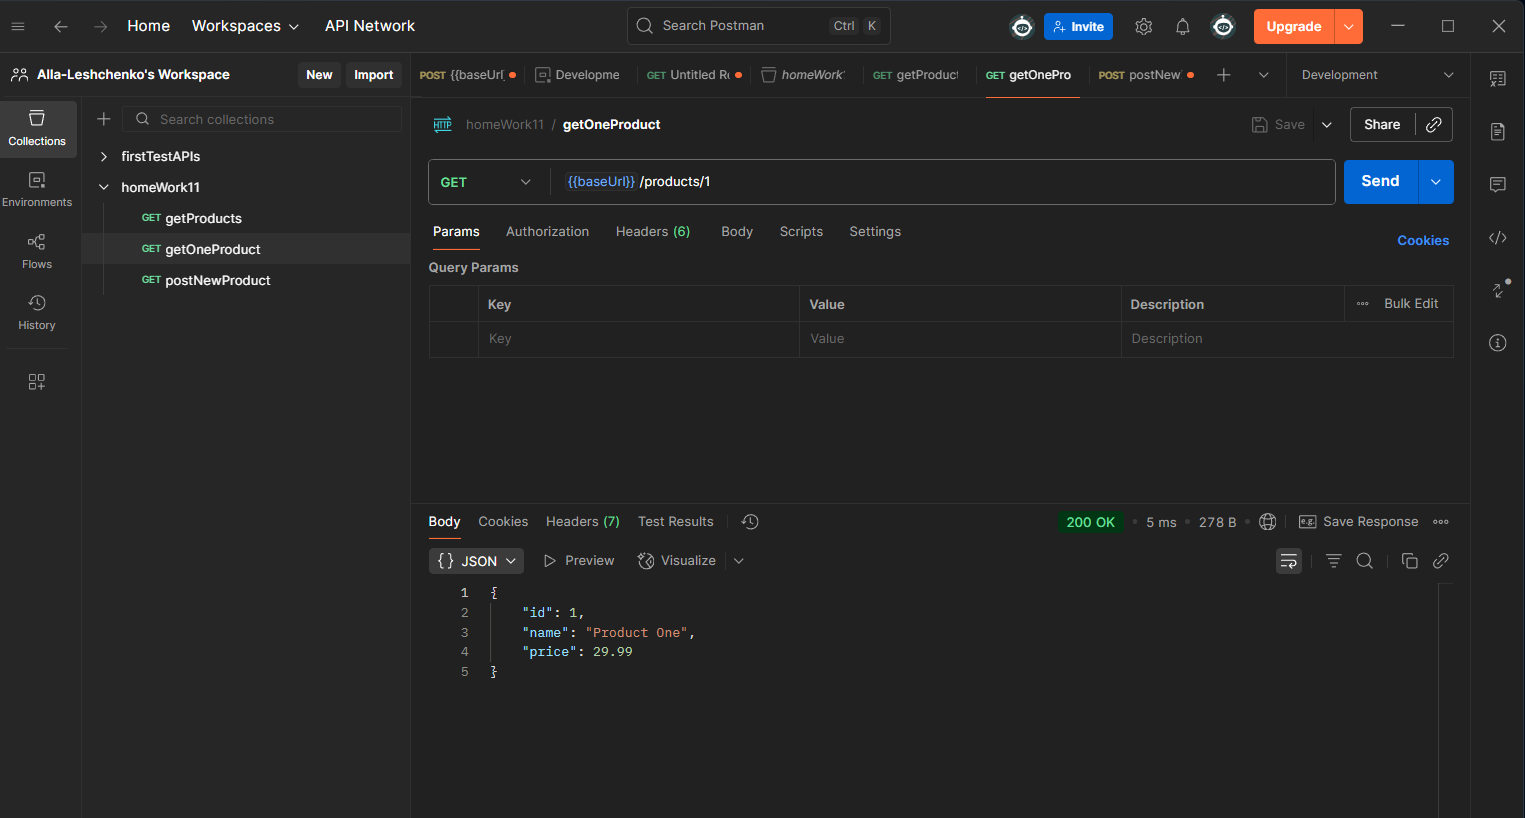 Home Workspaces API Network Search Postman Ctrl K Invite Upgrade
Alla-Leshchenko's Workspace New Import
POST {{baseUrl Developme GET Untitled Re homeWork1 GET getProduct GET getOnePro POST postNew Development
Collections
Environments
Flows
History
Search collections
firstTestAPIs
homeWork11
GET getProducts
GET getOneProduct
GET postNewProduct
HTTP homeWork11 / getOneProduct Save Share
GET {{baseUrl}} /products/1 Send
Params Authorization Headers (6) Body Scripts Settings Cookies
Query Params
Key Value Description Bulk Edit
Key Value Description
Body Cookies Headers (7) Test Results 200 OK 5 ms 278 B e.g. Save Response
{} JSON Preview Visualize
1 {
2 "id": 1,
3 "name": "Product One",
4 "price": 29.99
5 }